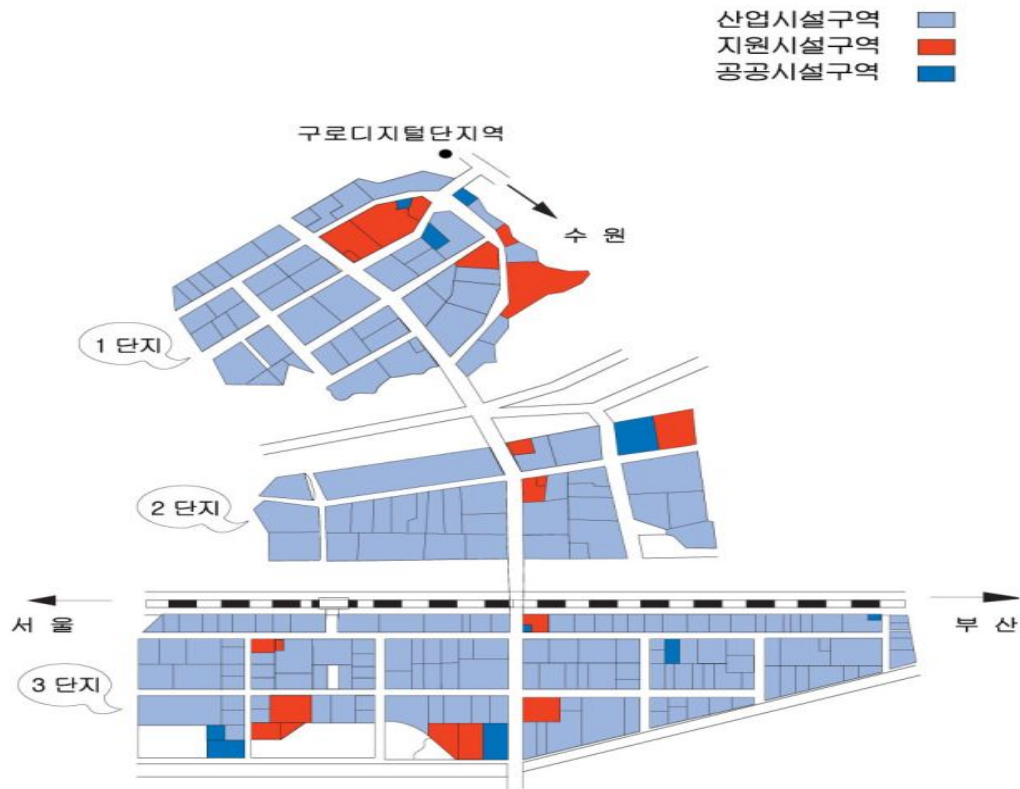 산업시설구역
지원시설구역
공공시설구역
구로디지털단지역
수 원
1 단지
2 단지
서 울
부 산
3 단지